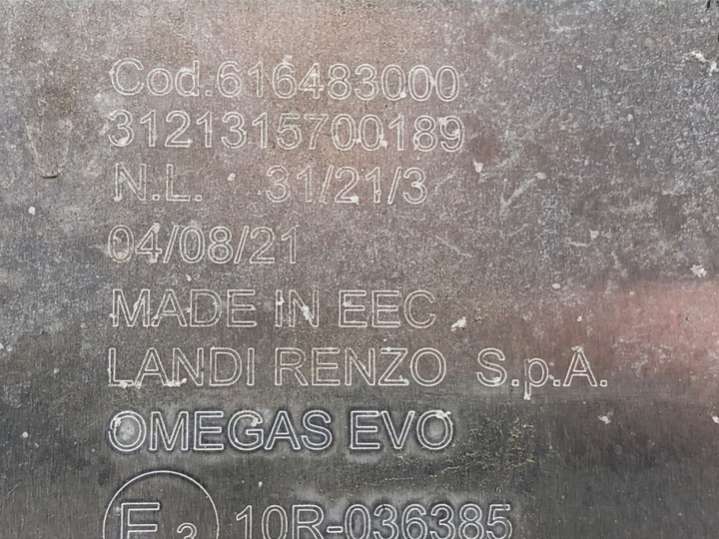 Cod.616483000
3121315700189
N.L. 31/21/3
04/08/21
MADE IN EEC
LANDI RENZO S.p.A.
OMEGAS EVO
E3 10R-036385